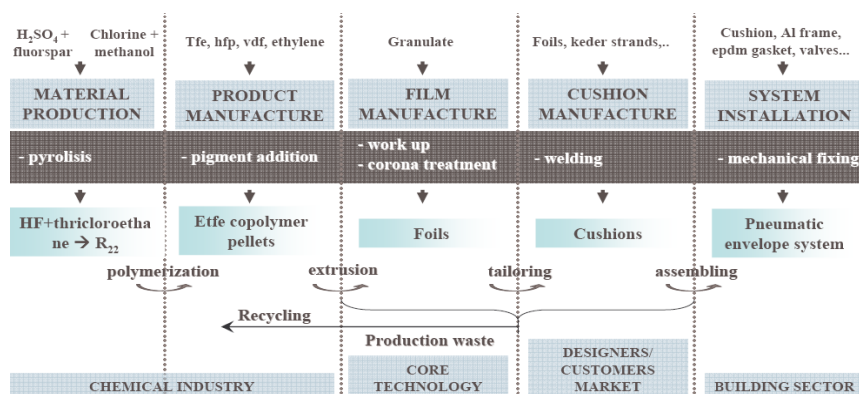 H₂SO₄ +
fluorspar
Chlorine +
methanol
Tfe, hfp, vdf, ethylene
Granulate
Foils, keder strands,..
Cushion, Al frame,
epdm gasket, valves...
MATERIAL
PRODUCTION
PRODUCT
MANUFACTURE
FILM
MANUFACTURE
CUSHION
MANUFACTURE
SYSTEM
INSTALLATION
- pyrolisis
- pigment addition
- work up
- corona treatment
- welding
- mechanical fixing
HF+thricloroetha
ne → R₂₂
Etfe copolymer
pellets
Foils
Cushions
Pneumatic
envelope system
polymerization
extrusion
tailoring
assembling
Recycling
Production waste
CHEMICAL INDUSTRY
CORE
TECHNOLOGY
DESIGNERS/
CUSTOMERS
MARKET
BUILDING SECTOR